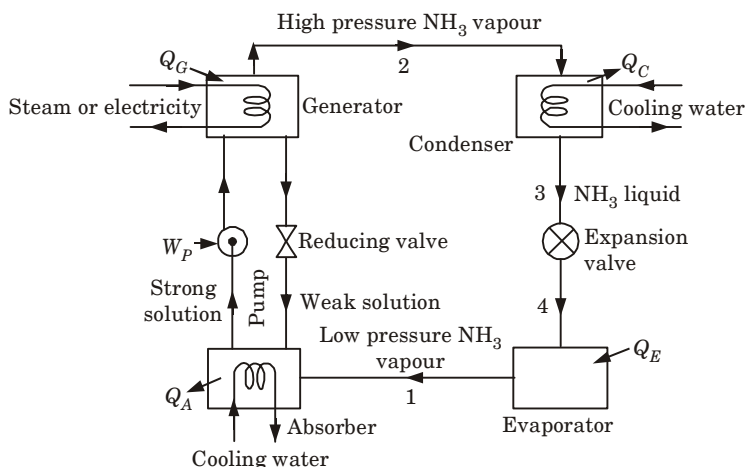 High pressure NH3 vapour
2
QG
QC
Steam or electricity
Generator
Condenser
Cooling water
3
NH3 liquid
WP
Reducing valve
Expansion
valve
Strong
solution
Pump
Weak solution
4
Low pressure NH3
vapour
1
QE
QA
Absorber
Evaporator
Cooling water